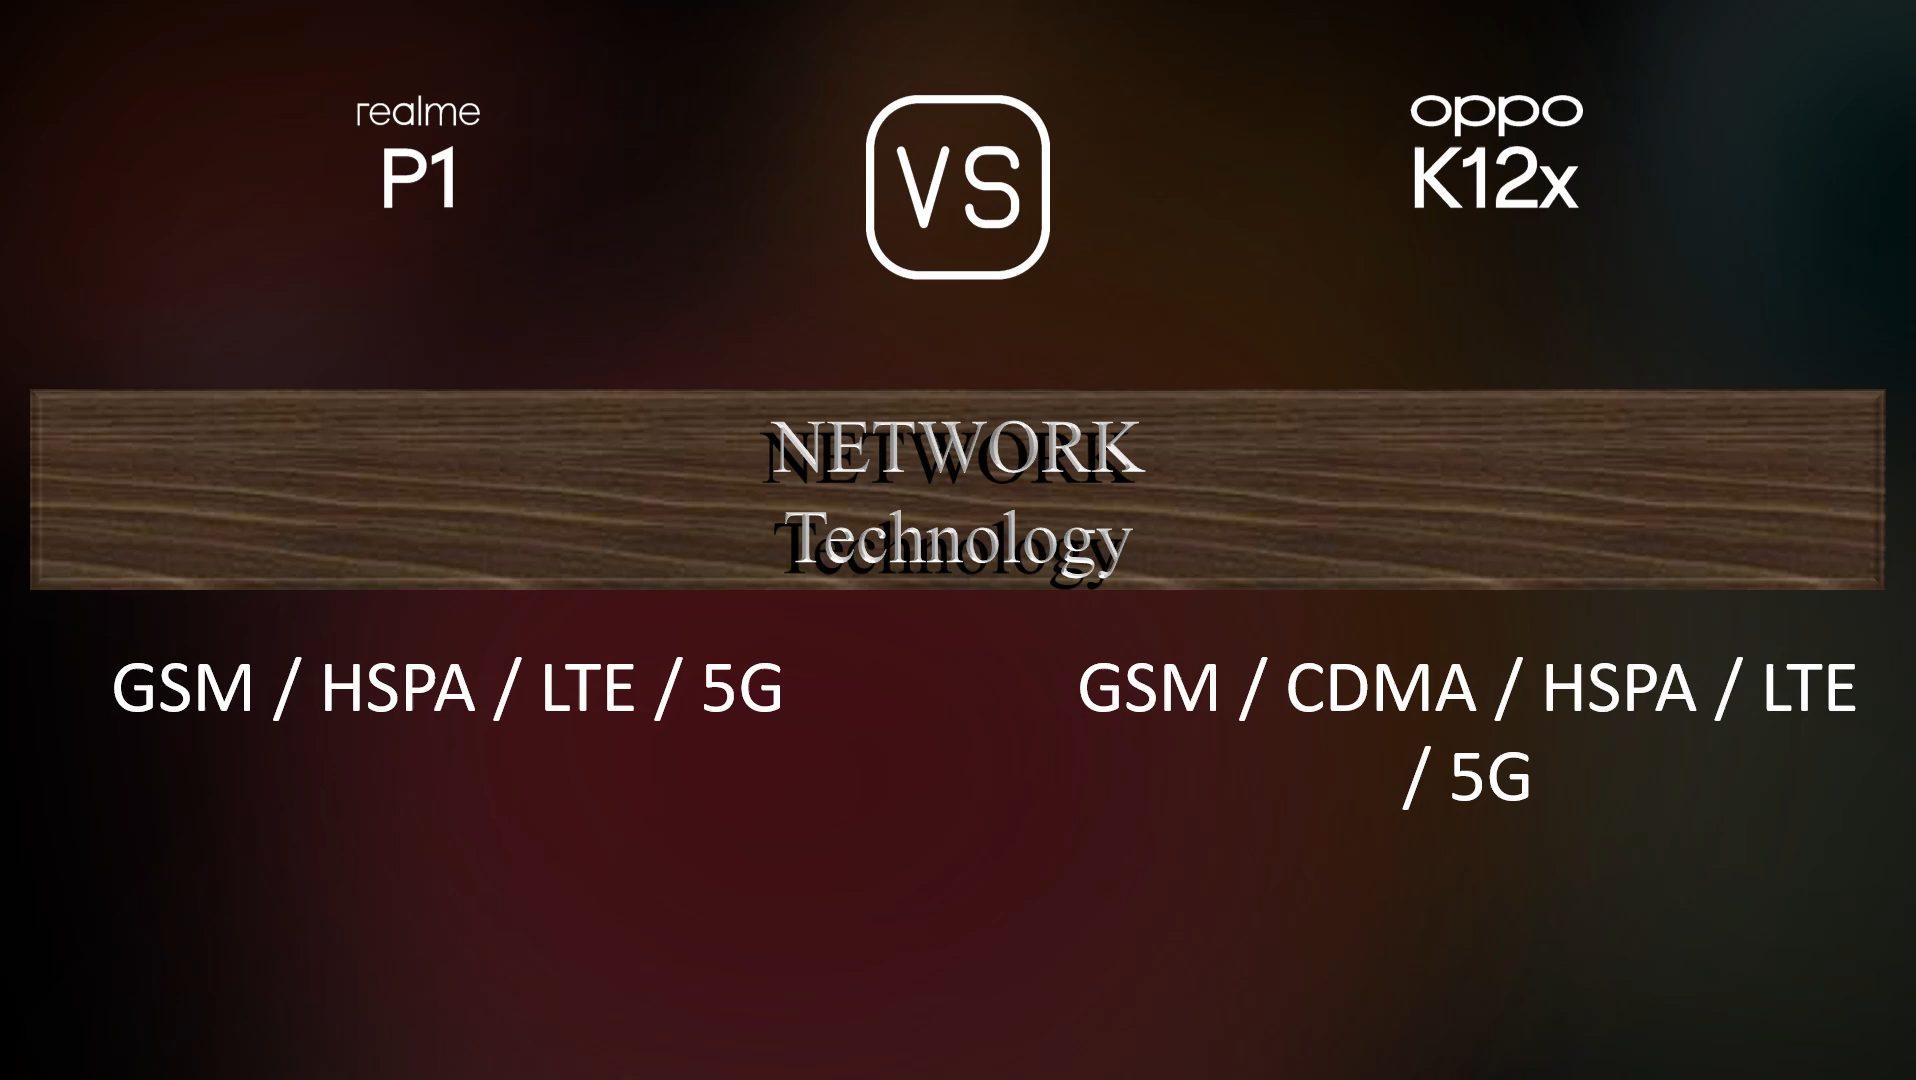 realme
P1
VS
oppo
K12x
NETWORK
Technology
GSM / HSPA / LTE / 5G
GSM / CDMA / HSPA / LTE
/ 5G